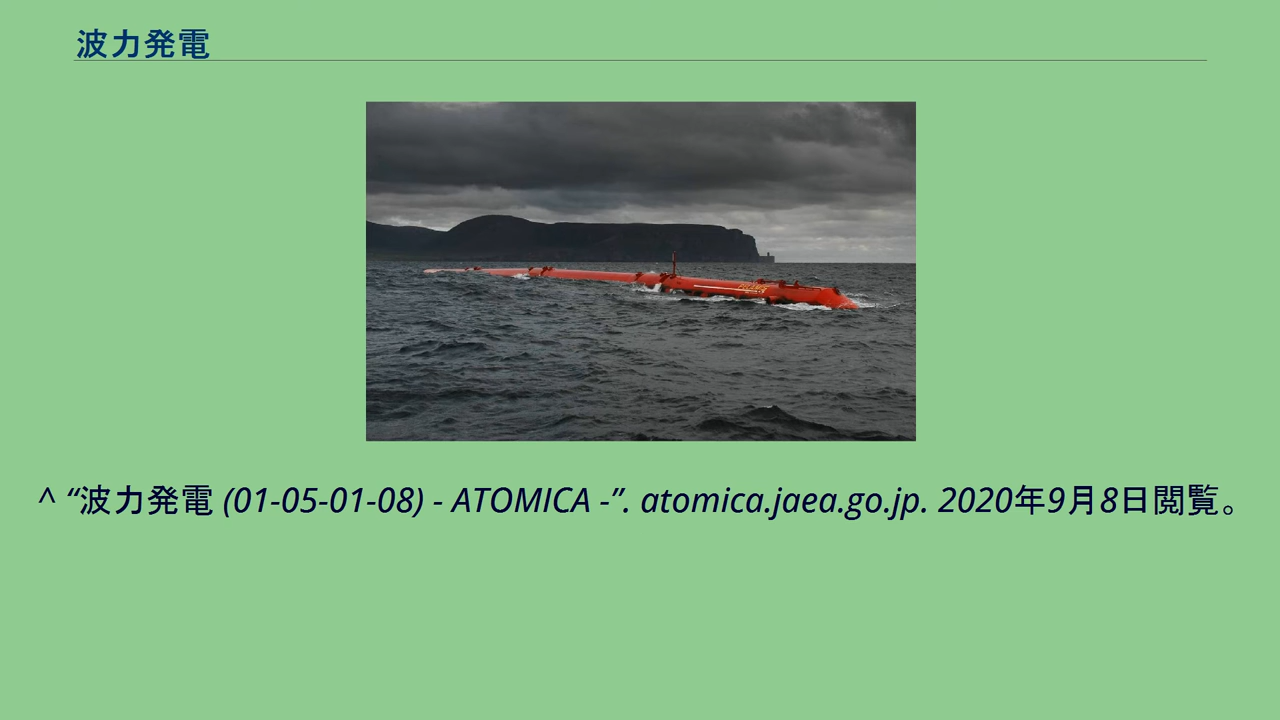 波力発電
^ “波力発電 (01-05-01-08) - ATOMICA -”. atomica.jaea.go.jp. 2020年9月8日閲覧。